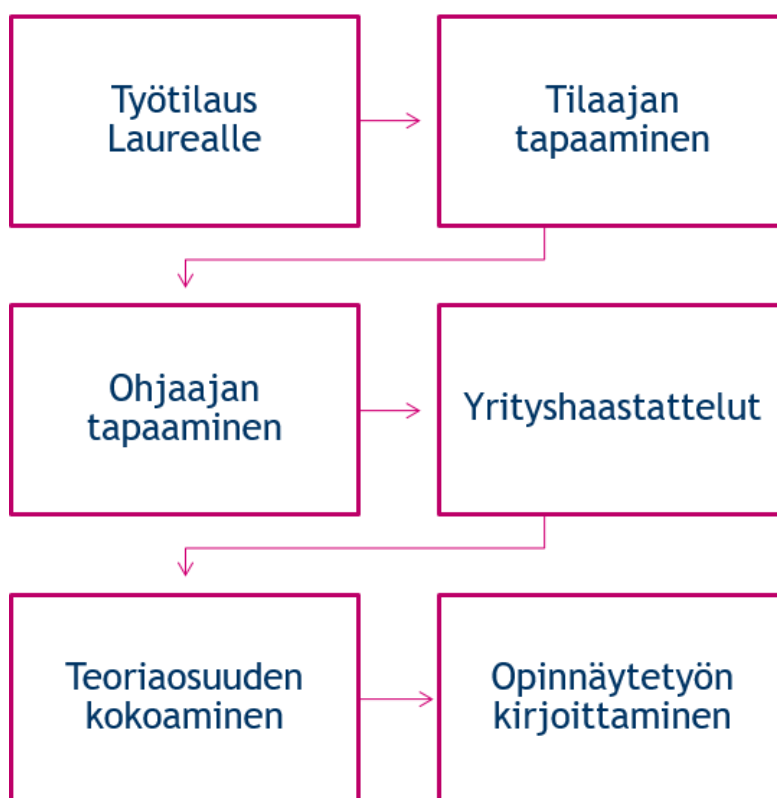 Työtilaus
Laurealle
Tilaajan
tapaaminen
Ohjaajan
tapaaminen
Yrityshaastattelut
Teoriaosuuden
kokoaminen
Opinnäytetyön
kirjoittaminen